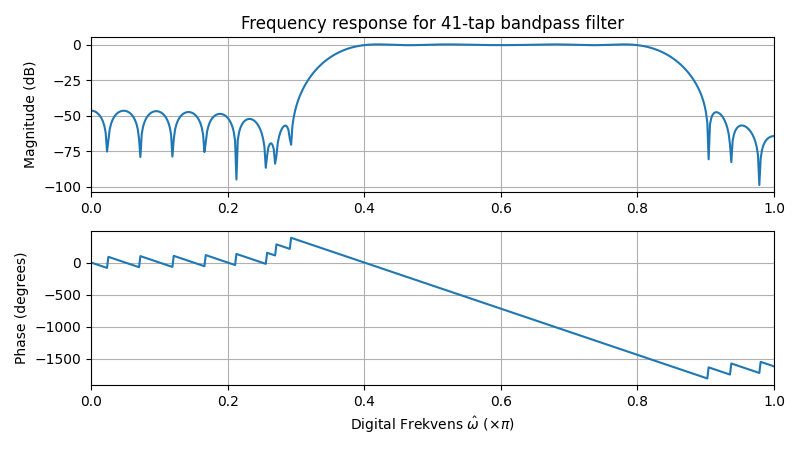 Frequency response for 41-tap bandpass filter
Magnitude (dB)
0
−25
−50
−75
−100
0.0 0.2 0.4 0.6 0.8 1.0
Phase (degrees)
0
−500
−1000
−1500
0.0 0.2 0.4 0.6 0.8 1.0
Digital Frekvens ω̂ (×π)